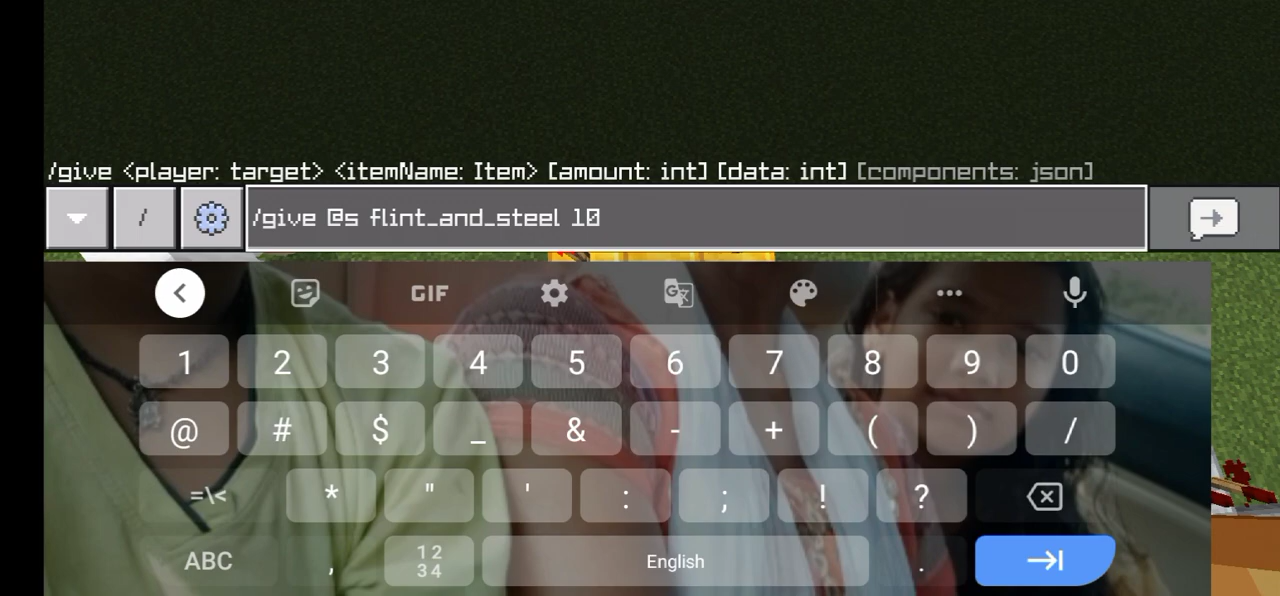 /give <player: target> <itemName: Item> [amount: int] [data: int] [components: json]
/
/give @s flint_and_steel 10
GIF
G
1 2 3 4 5 6 7 8 9 0
@ # $ _ & - + ( ) /
=\< * " ' : ; ! ?
ABC , 12 34 English .